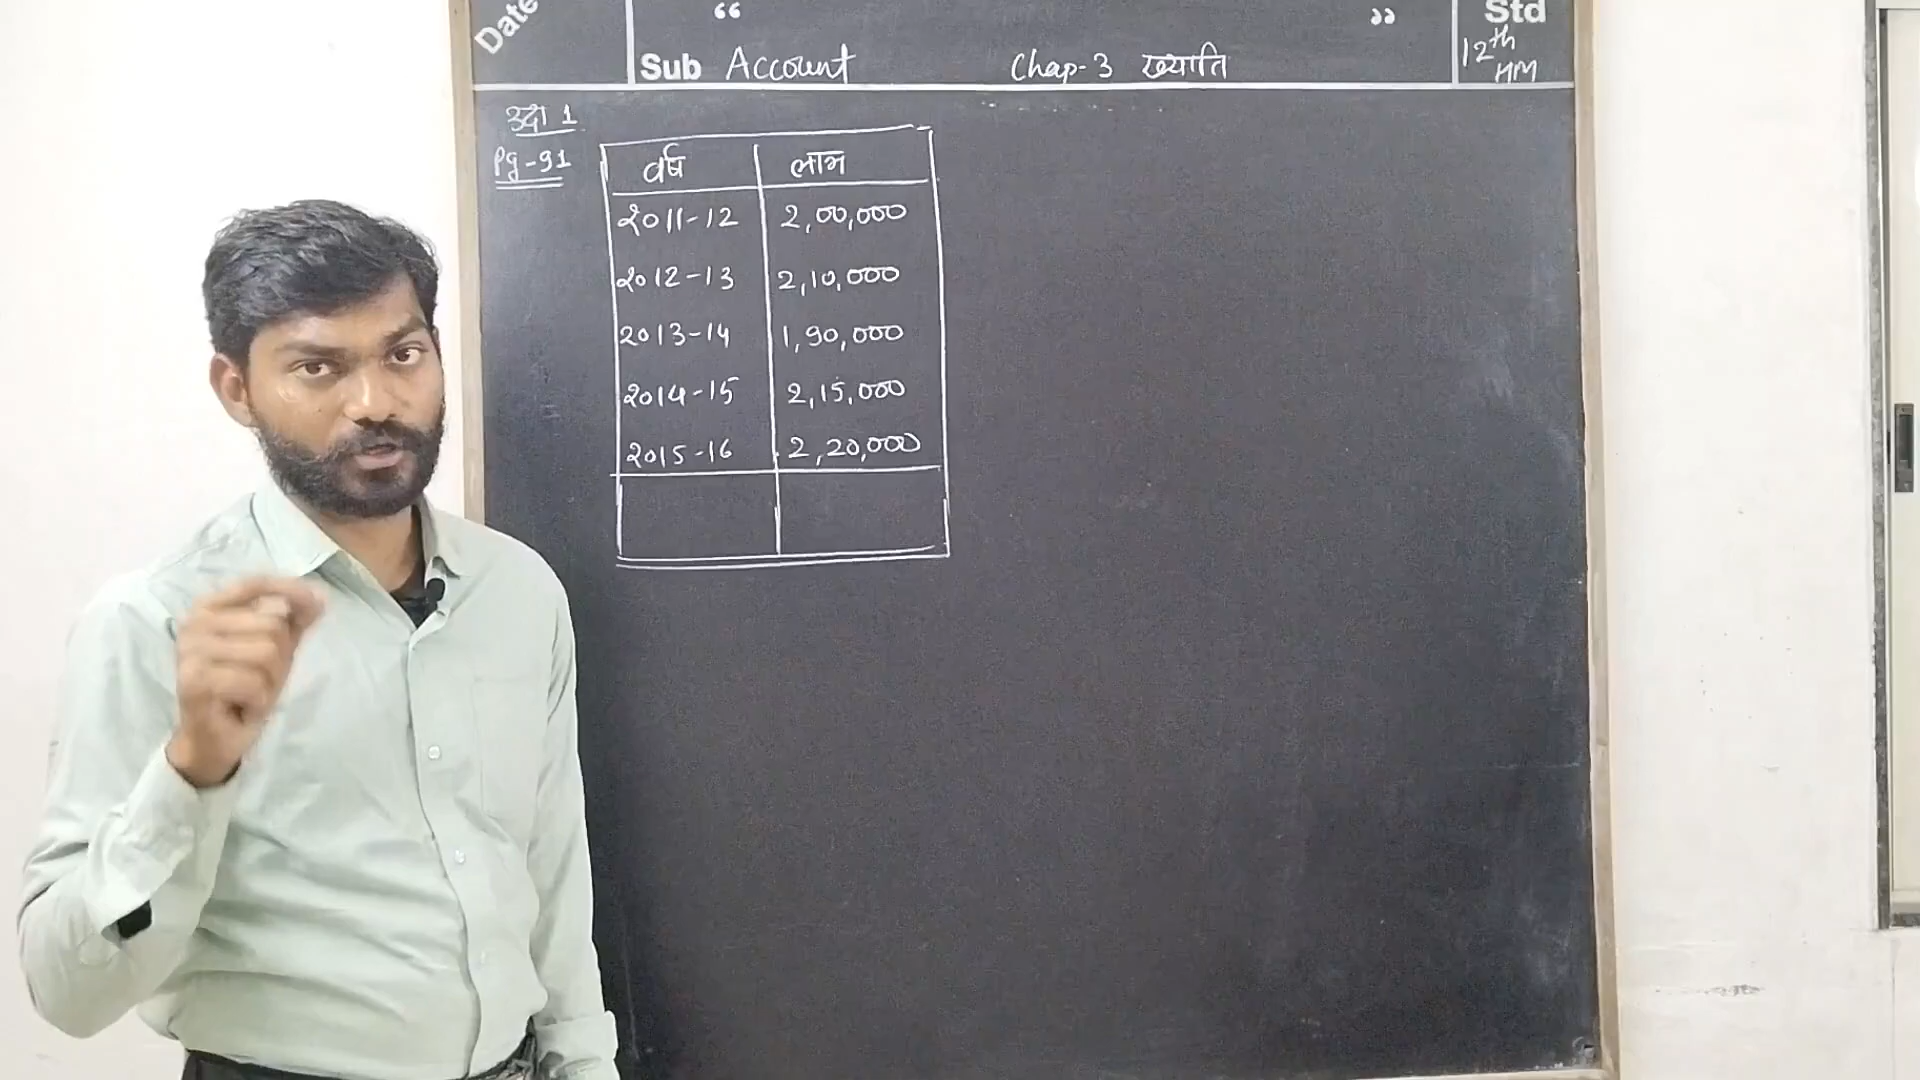 Date
“ ”
Std
Sub Account
Chap-3 ख्याति
12th
HM
उदा 1
Pg-91
वर्ष लाभ
2011-12 2,00,000
2012-13 2,10,000
2013-14 1,90,000
2014-15 2,15,000
2015-16 2,20,000